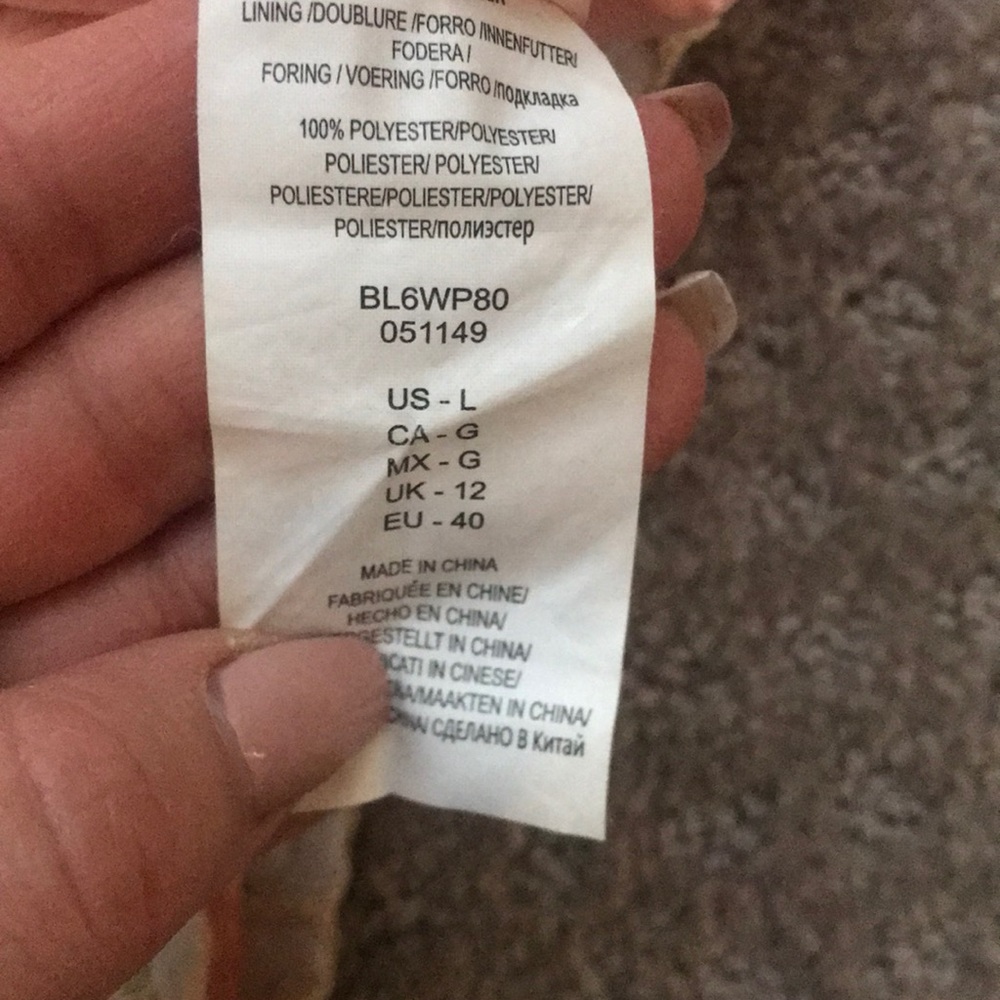 LINING /DOUBLURE /FORRO /INNENFUTTER/
FODERA /
FORING / VOERING /FORRO /подкладка
100% POLYESTER/POLYESTER/
POLIESTER/ POLYESTER/
POLIESTERE/POLIESTER/POLYESTER/
POLIESTER/полиэстер
BL6WP80
051149
US - L
CA - G
MX - G
UK - 12
EU - 40
MADE IN CHINA
FABRIQUÉE EN CHINE/
HECHO EN CHINA/
IN CHINA/
IN CINESE/
/MAAKTEN IN CHINA/
СДЕЛАНО В Китай